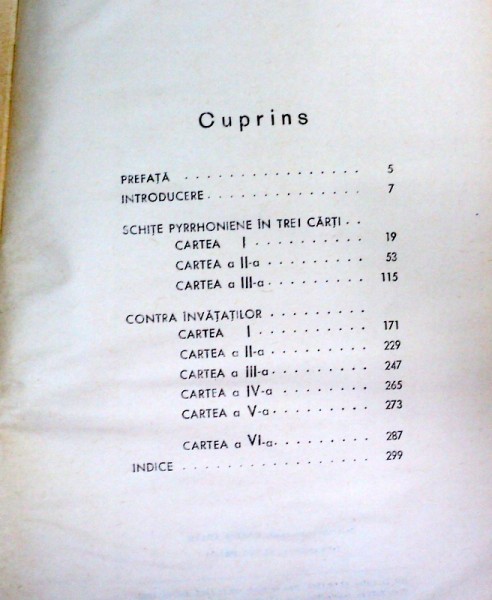 Cuprins
PREFAȚĂ . . . . . . . . . . . . . . . . 5
INTRODUCERE . . . . . . . . . . . . . . 7
SCHIȚE PYRRHONIENE ÎN TREI CĂRȚI . .
CARTEA I . . . . . . . . . . 19
CARTEA a II-a . . . . . . . . . 53
CARTEA a III-a . . . . . . . . . 115
CONTRA ÎNVĂȚAȚILOR . . . . . . . . .
CARTEA I . . . . . . . . . . 171
CARTEA a II-a . . . . . . . . . 229
CARTEA a III-a . . . . . . . . . 247
CARTEA a IV-a . . . . . . . . . 265
CARTEA a V-a . . . . . . . . . 273
CARTEA a VI-a . . . . . . . . . 287
INDICE . . . . . . . . . . . . . . . . 299